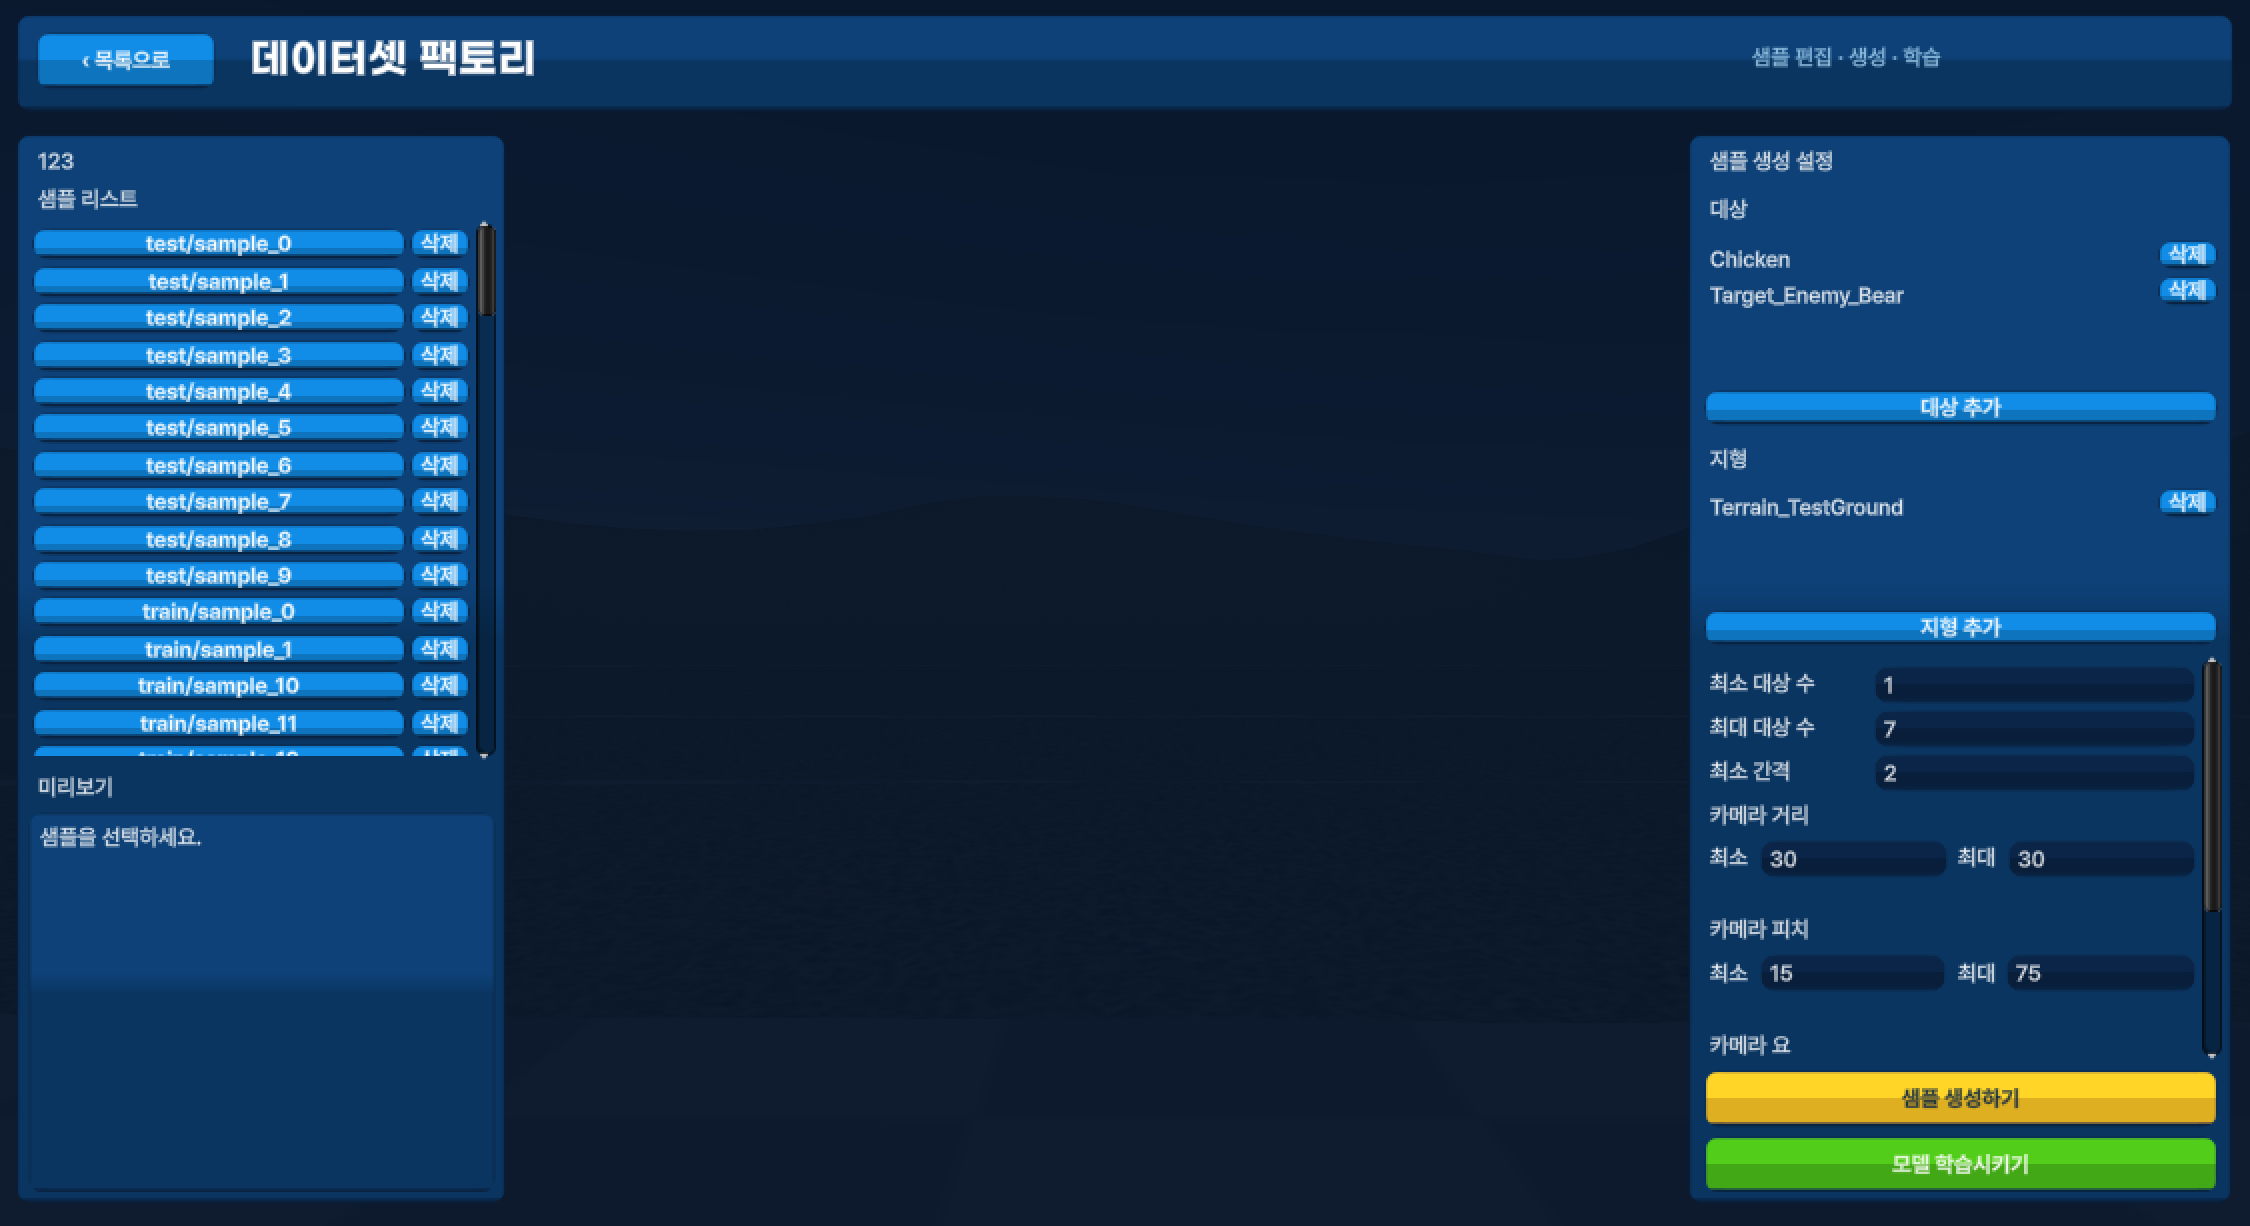 ‹ 목록으로
데이터셋 팩토리
샘플 편집 · 생성 · 학습
123
샘플 리스트
test/sample_0 삭제
test/sample_1 삭제
test/sample_2 삭제
test/sample_3 삭제
test/sample_4 삭제
test/sample_5 삭제
test/sample_6 삭제
test/sample_7 삭제
test/sample_8 삭제
test/sample_9 삭제
train/sample_0 삭제
train/sample_1 삭제
train/sample_10 삭제
train/sample_11 삭제
미리보기
샘플을 선택하세요.
샘플 생성 설정
대상
Chicken 삭제
Target_Enemy_Bear 삭제
대상 추가
지형
Terrain_TestGround 삭제
지형 추가
최소 대상 수 1
최대 대상 수 7
최소 간격 2
카메라 거리
최소 30 최대 30
카메라 피치
최소 15 최대 75
카메라 요
샘플 생성하기
모델 학습시키기